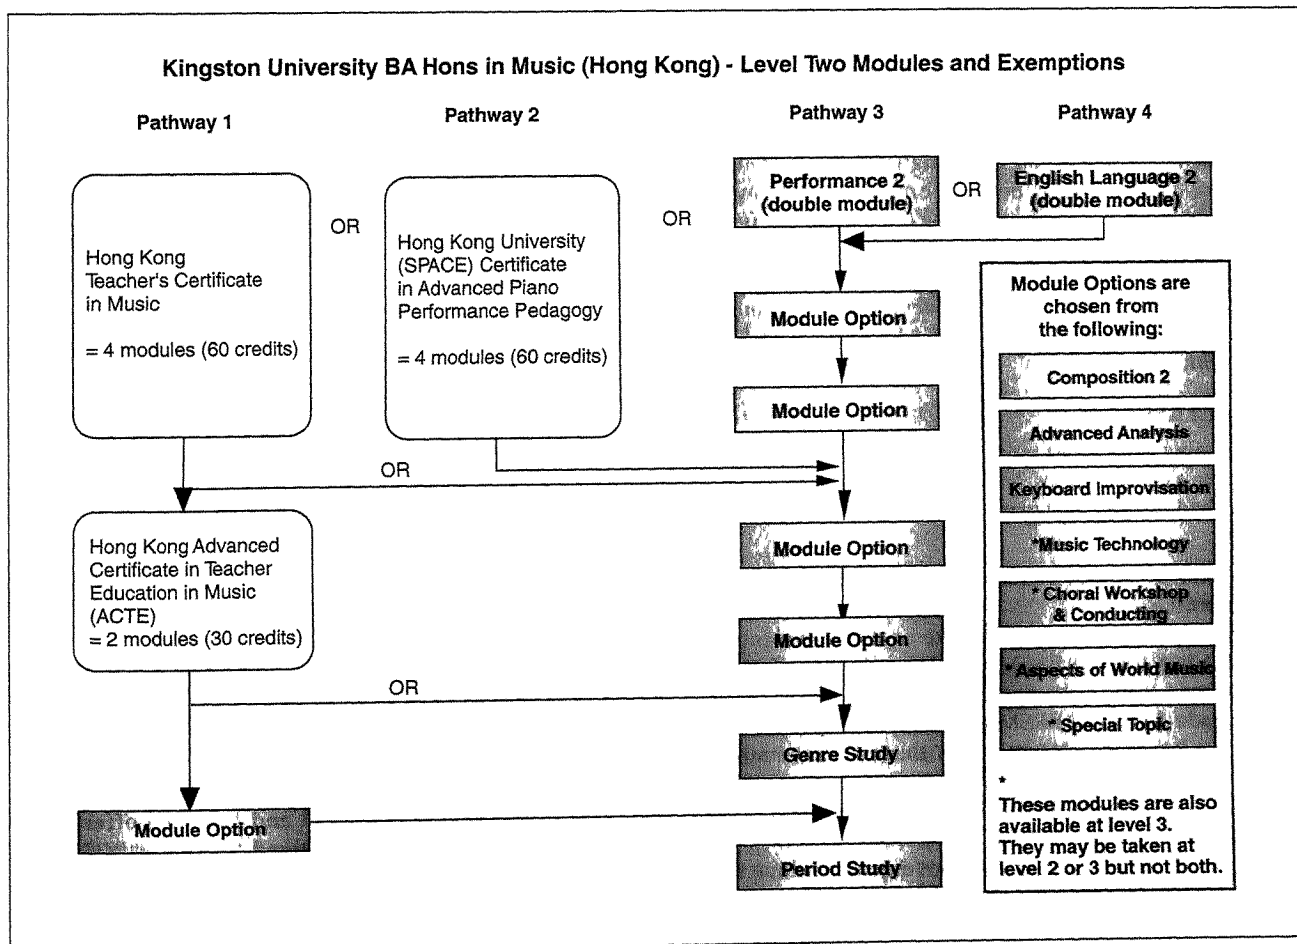 Kingston University BA Hons in Music (Hong Kong) - Level Two Modules and Exemptions
Pathway 1
Pathway 2
Pathway 3
Pathway 4
Hong Kong
Teacher's Certificate
in Music
= 4 modules (60 credits)
OR
Hong Kong University
(SPACE) Certificate
in Advanced Piano
Performance Pedagogy
= 4 modules (60 credits)
OR
Performance 2
(double module)
OR
English Language 2
(double module)
Module Option
Module Option
OR
Hong Kong Advanced
Certificate in Teacher
Education in Music
(ACTE)
= 2 modules (30 credits)
Module Option
Module Option
OR
Genre Study
Module Option
Period Study
Module Options are
chosen from
the following:
Composition 2
Advanced Analysis
Keyboard Improvisation
*Music Technology
* Choral Workshop
& Conducting
* Aspects of World Music
* Special Topic
*
These modules are also
available at level 3.
They may be taken at
level 2 or 3 but not both.